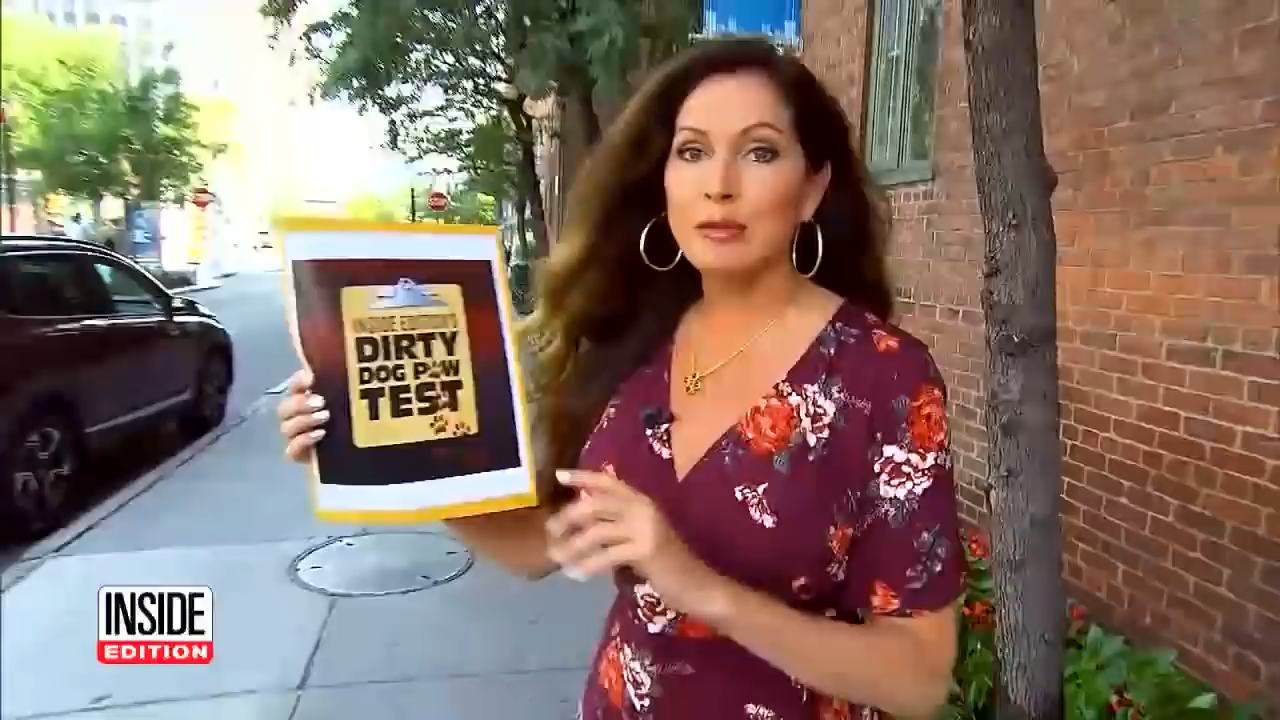 INSIDE EDITION'S
DIRTY
DOG PAW
TEST
INSIDE
EDITION